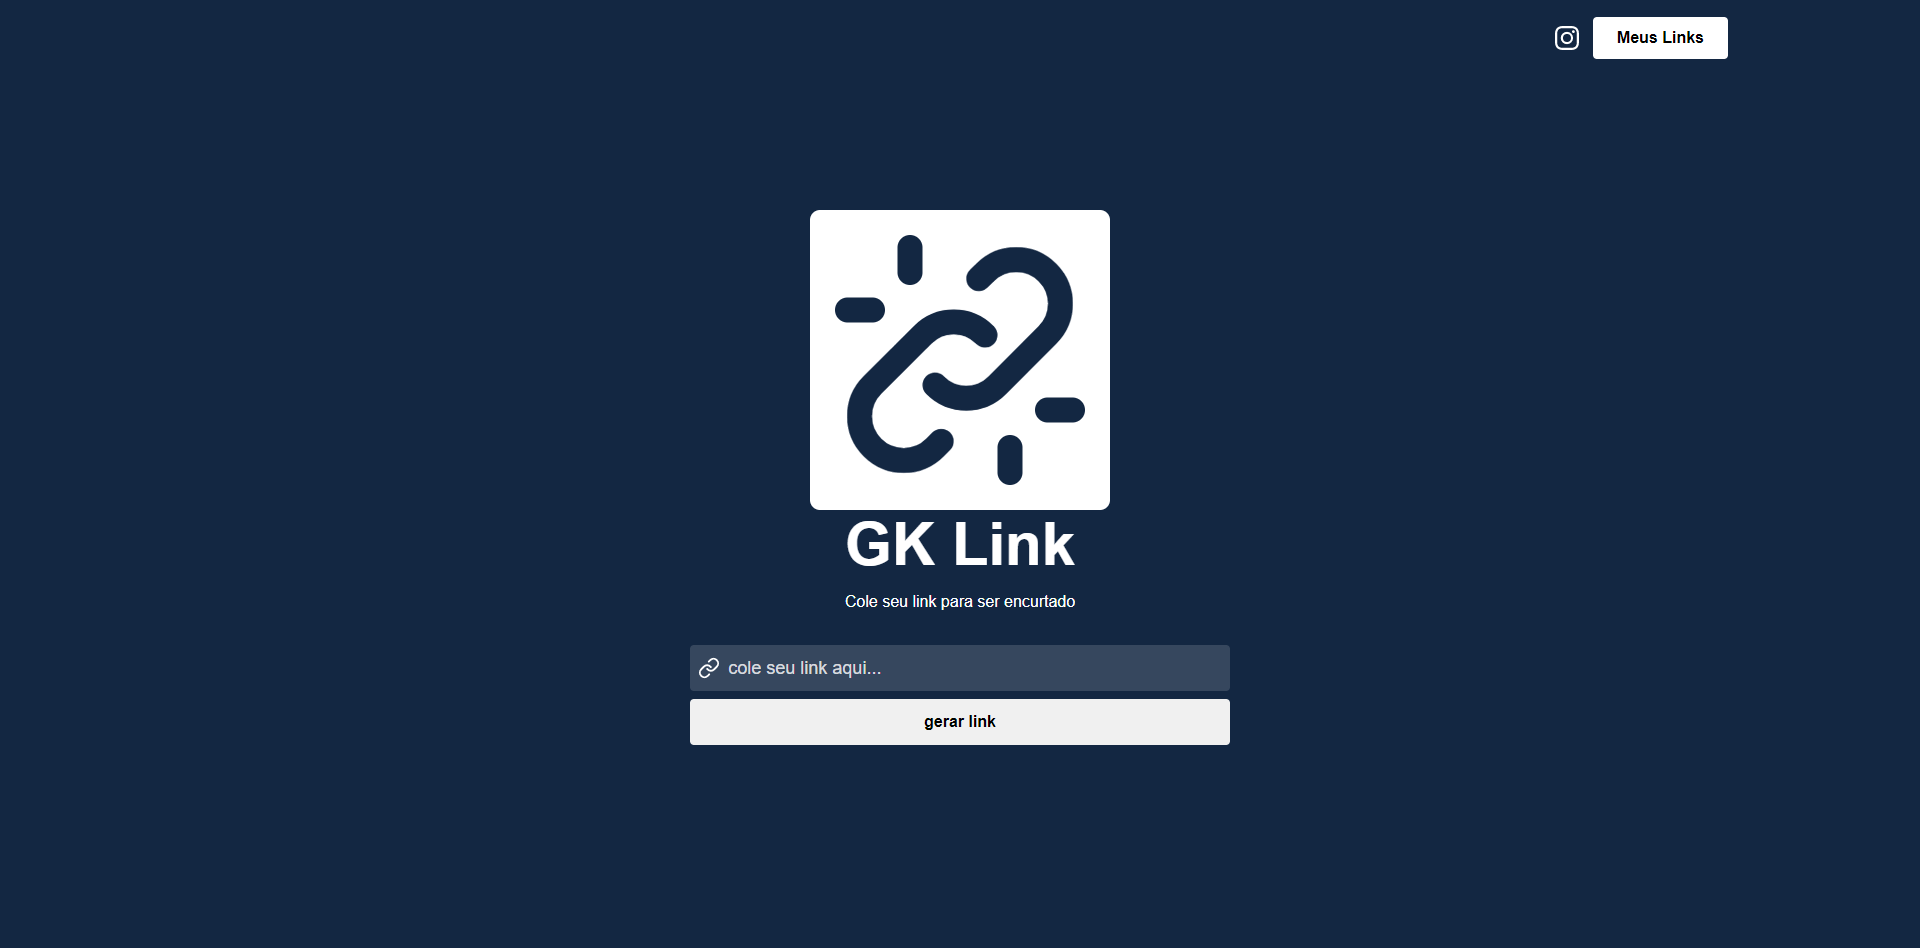 Meus Links
GK Link
Cole seu link para ser encurtado
cole seu link aqui...
gerar link